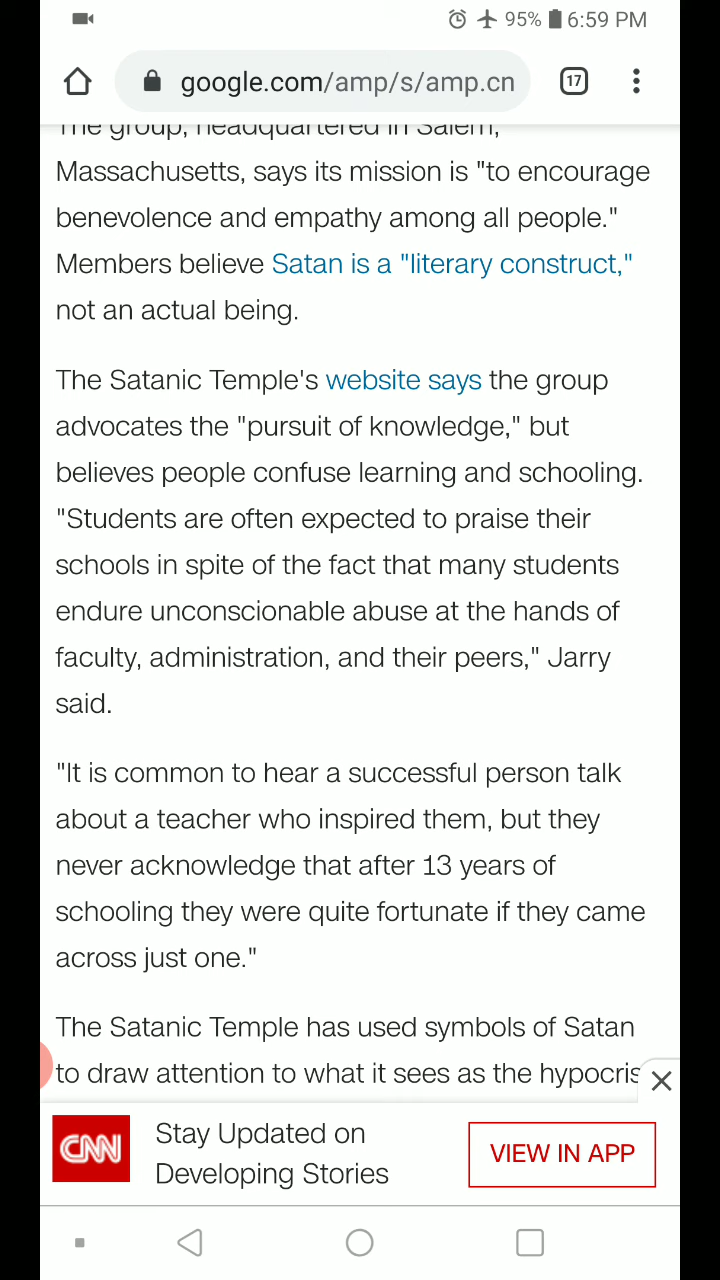 95% 6:59 PM
google.com/amp/s/amp.cn
17
The group, headquartered in Salem,
Massachusetts, says its mission is "to encourage
benevolence and empathy among all people."
Members believe Satan is a "literary construct,"
not an actual being.
The Satanic Temple's website says the group
advocates the "pursuit of knowledge," but
believes people confuse learning and schooling.
"Students are often expected to praise their
schools in spite of the fact that many students
endure unconscionable abuse at the hands of
faculty, administration, and their peers," Jarry
said.
"It is common to hear a successful person talk
about a teacher who inspired them, but they
never acknowledge that after 13 years of
schooling they were quite fortunate if they came
across just one."
The Satanic Temple has used symbols of Satan
to draw attention to what it sees as the hypocris
CNN
Stay Updated on
Developing Stories
VIEW IN APP